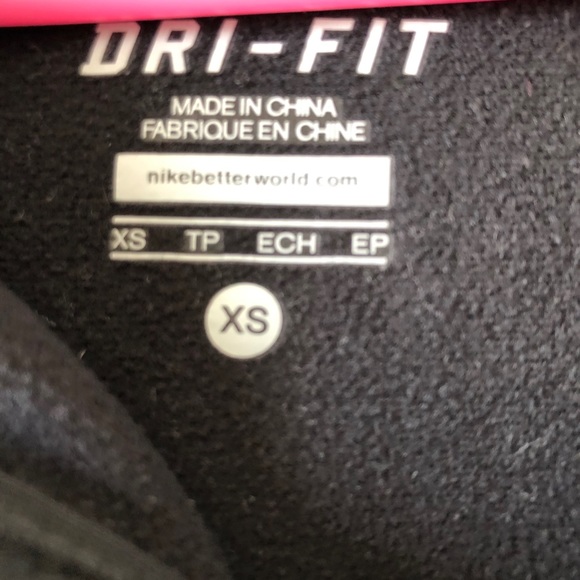 DRI-FIT
MADE IN CHINA
FABRIQUE EN CHINE
nikebetterworld.com
XS TP ECH EP
XS